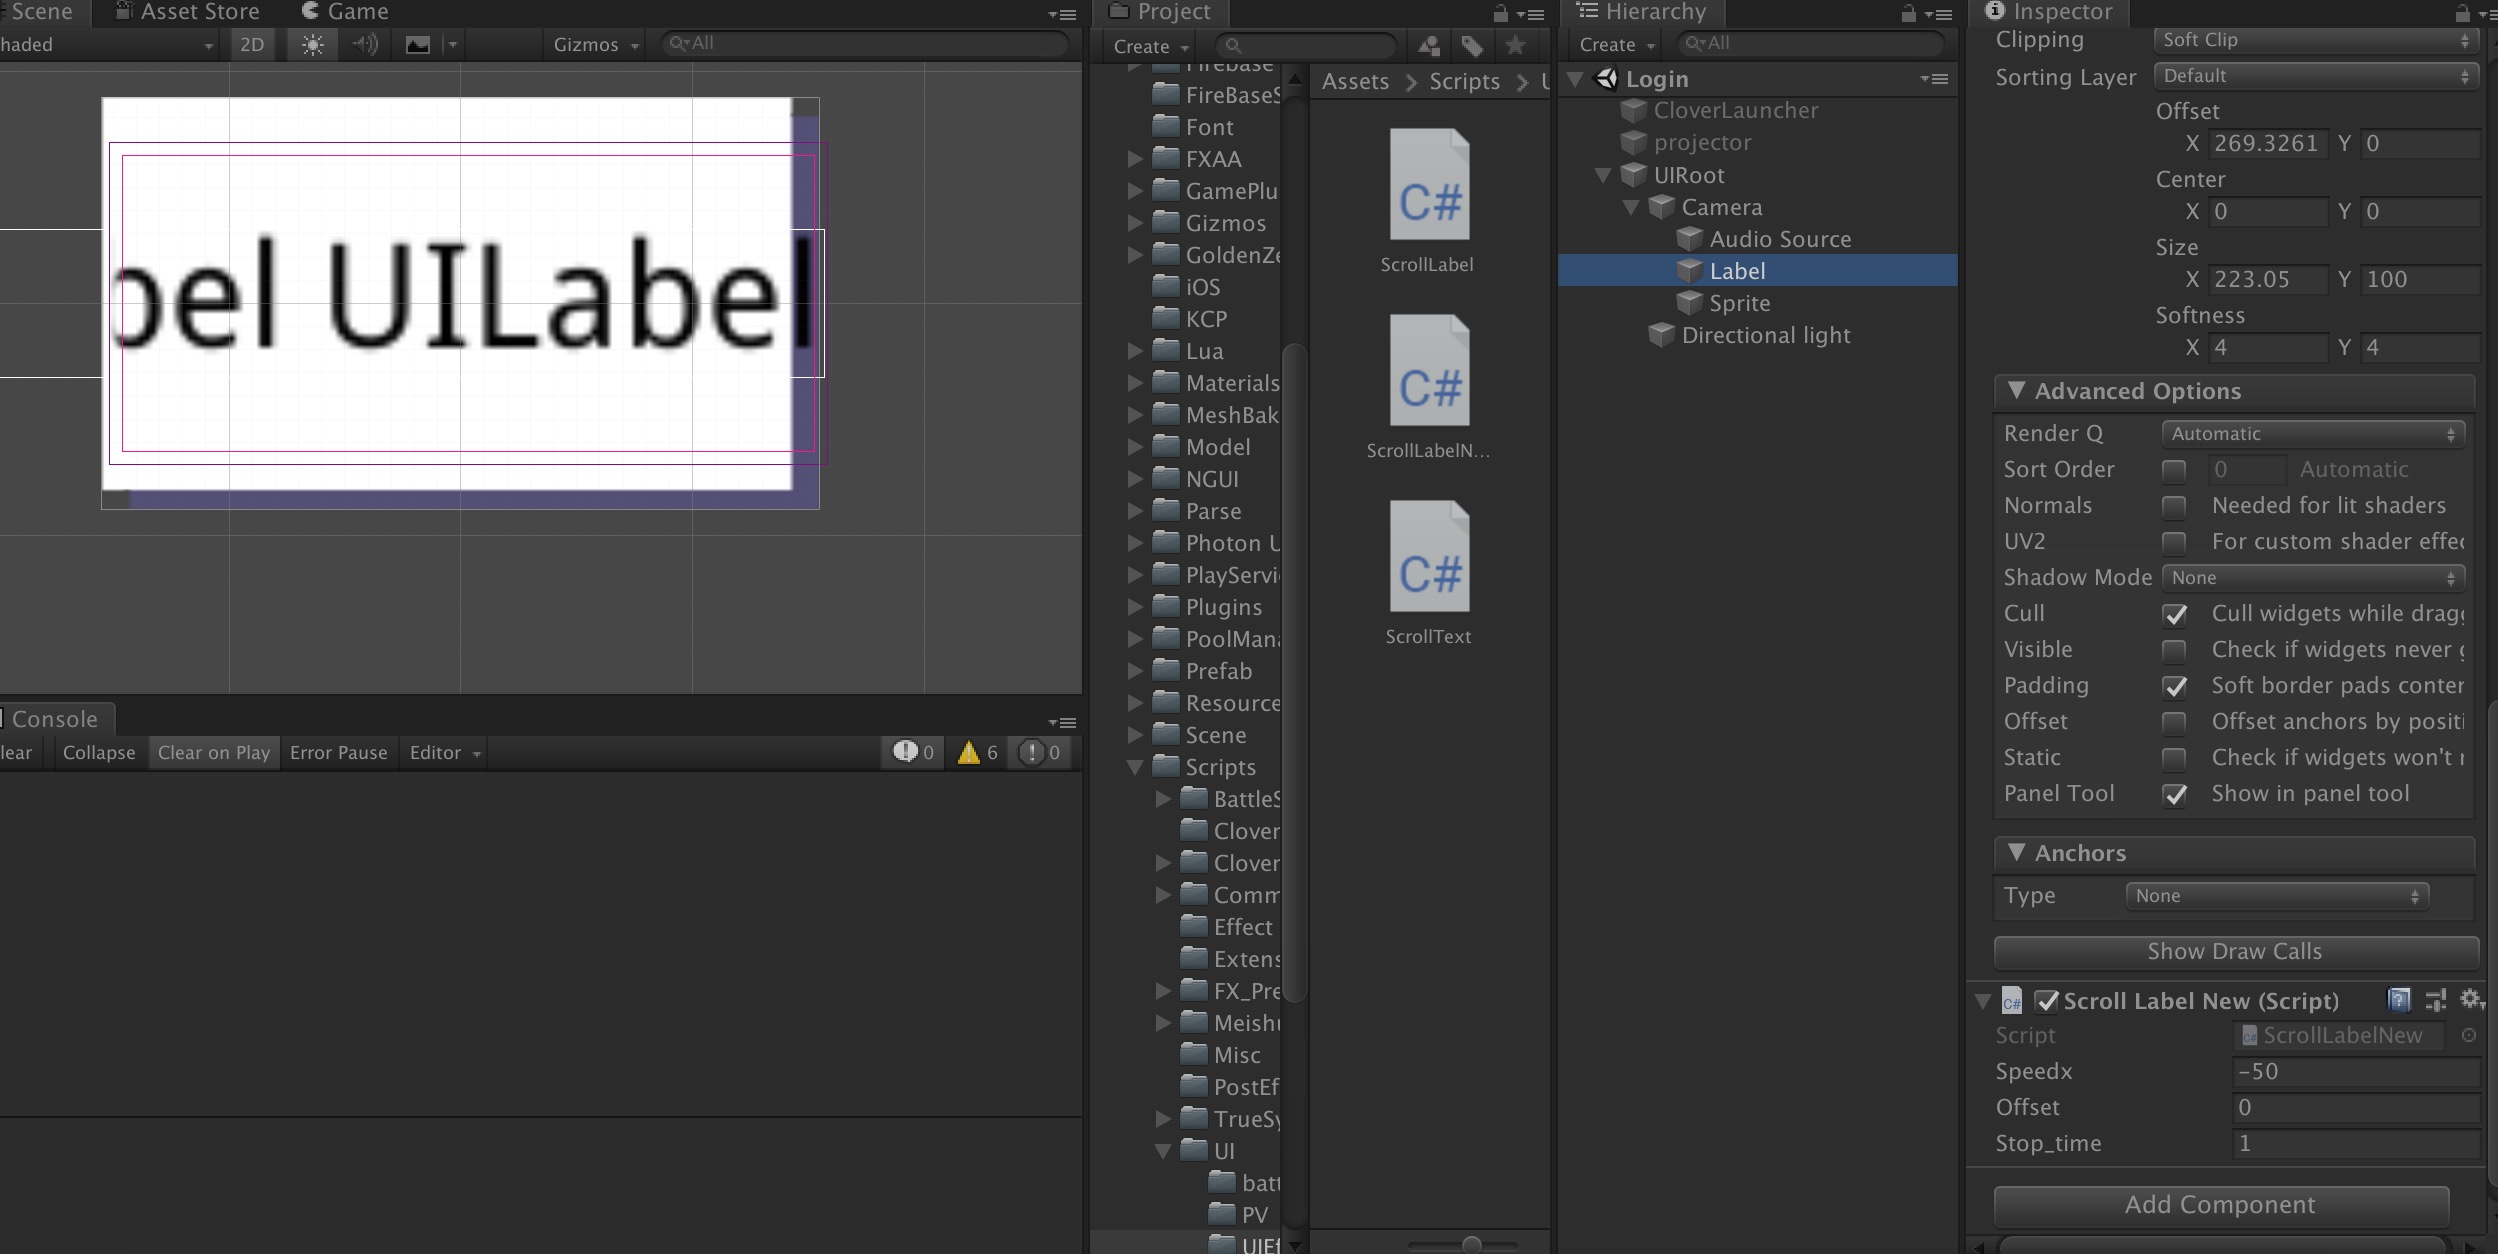 Scene
Asset Store
Game
haded
2D
Gizmos
All
pel UILabel
Console
lear
Collapse
Clear on Play
Error Pause
Editor
0
6
0
Project
Create
Firebase
FireBaseS
Font
FXAA
GamePlu
Gizmos
GoldenZe
iOS
KCP
Lua
Materials
MeshBak
Model
NGUI
Parse
Photon U
PlayServi
Plugins
PoolMana
Prefab
Resource
Scene
Scripts
BattleS
Clover
Clover
Comm
Effect
Extens
FX_Pre
Meishu
Misc
PostEf
TrueSy
UI
batt
PV
UIEf
Assets
Scripts
U
C#
ScrollLabel
C#
ScrollLabelN...
C#
ScrollText
Hierarchy
Create
All
Login
CloverLauncher
projector
UIRoot
Camera
Audio Source
Label
Sprite
Directional light
Inspector
Clipping Soft Clip
Sorting Layer Default
Offset
X 269.3261 Y 0
Center
X 0 Y 0
Size
X 223.05 Y 100
Softness
X 4 Y 4
Advanced Options
Render Q Automatic
Sort Order 0 Automatic
Normals Needed for lit shaders
UV2 For custom shader effec
Shadow Mode None
Cull Cull widgets while dragg
Visible Check if widgets never g
Padding Soft border pads conter
Offset Offset anchors by positi
Static Check if widgets won't r
Panel Tool Show in panel tool
Anchors
Type None
Show Draw Calls
C# Scroll Label New (Script)
Script ScrollLabelNew
Speedx -50
Offset 0
Stop_time 1
Add Component